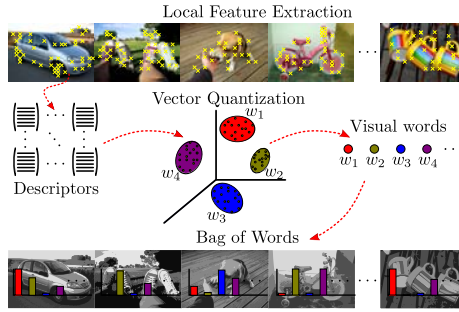 Local Feature Extraction
...
Vector Quantization
w1
Visual words
w4
w2
w1 w2 w3 w4 ...
Descriptors
w3
Bag of Words
...